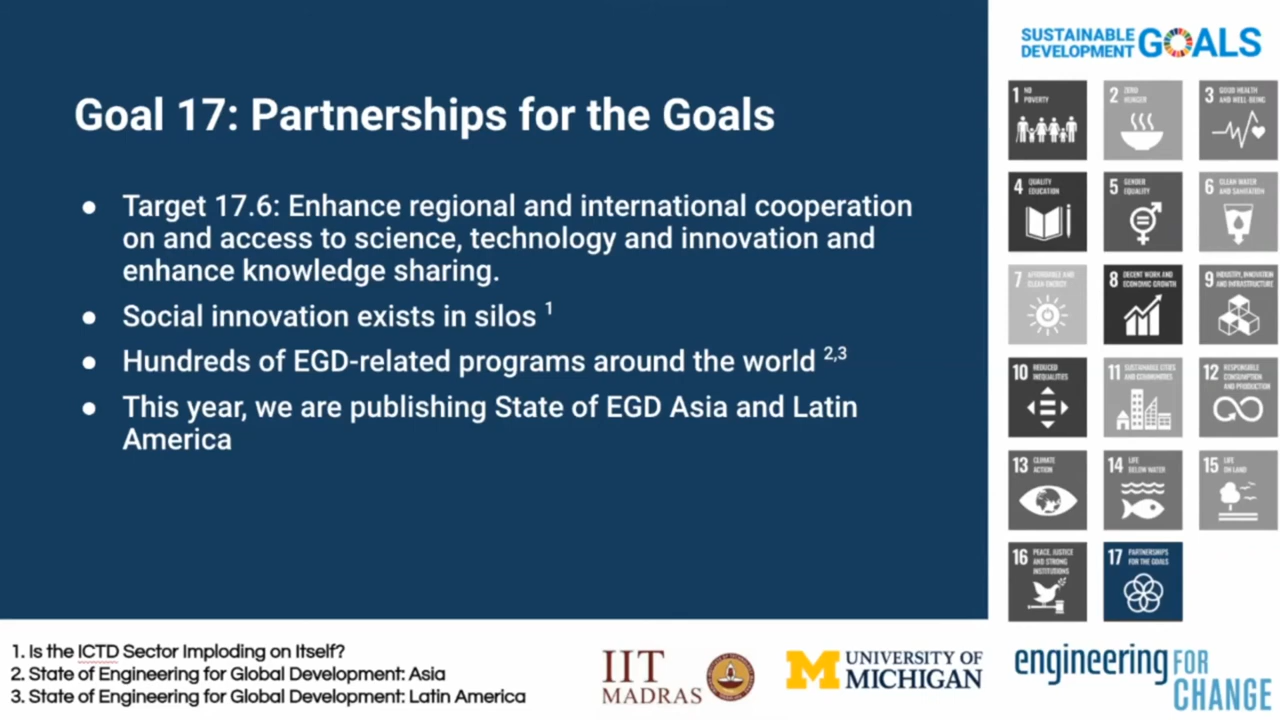 Goal 17: Partnerships for the Goals
● Target 17.6: Enhance regional and international cooperation
on and access to science, technology and innovation and
enhance knowledge sharing.
● Social innovation exists in silos 1
● Hundreds of EGD-related programs around the world 2,3
● This year, we are publishing State of EGD Asia and Latin
America
SUSTAINABLE
DEVELOPMENT GOALS
1 NO
POVERTY
2 ZERO
HUNGER
3 GOOD HEALTH
AND WELL-BEING
4 QUALITY
EDUCATION
5 GENDER
EQUALITY
6 CLEAN WATER
AND SANITATION
7 AFFORDABLE AND
CLEAN ENERGY
8 DECENT WORK AND
ECONOMIC GROWTH
9 INDUSTRY, INNOVATION
AND INFRASTRUCTURE
10 REDUCED
INEQUALITIES
11 SUSTAINABLE CITIES
AND COMMUNITIES
12 RESPONSIBLE
CONSUMPTION
AND PRODUCTION
13 CLIMATE
ACTION
14 LIFE
BELOW WATER
15 LIFE
ON LAND
16 PEACE, JUSTICE
AND STRONG
INSTITUTIONS
17 PARTNERSHIPS
FOR THE GOALS
1. Is the ICTD Sector Imploding on Itself?
2. State of Engineering for Global Development: Asia
3. State of Engineering for Global Development: Latin America
IIT
MADRAS
M UNIVERSITY OF
MICHIGAN
engineering FOR
CHANGE